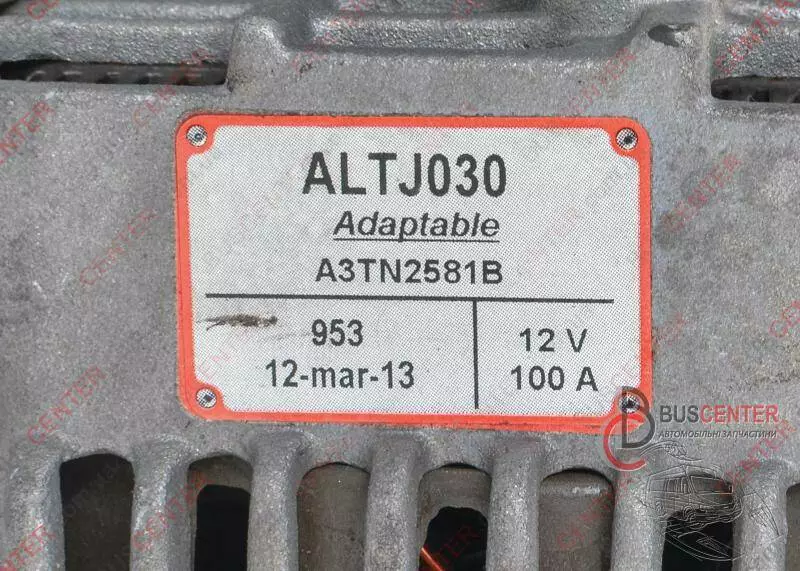 ALTJ030
Adaptable
A3TN2581B
953
12-mar-13
12 V
100 A
BUSCENTER
АВТОМОБІЛЬНІ ЗАПЧАСТИНИ